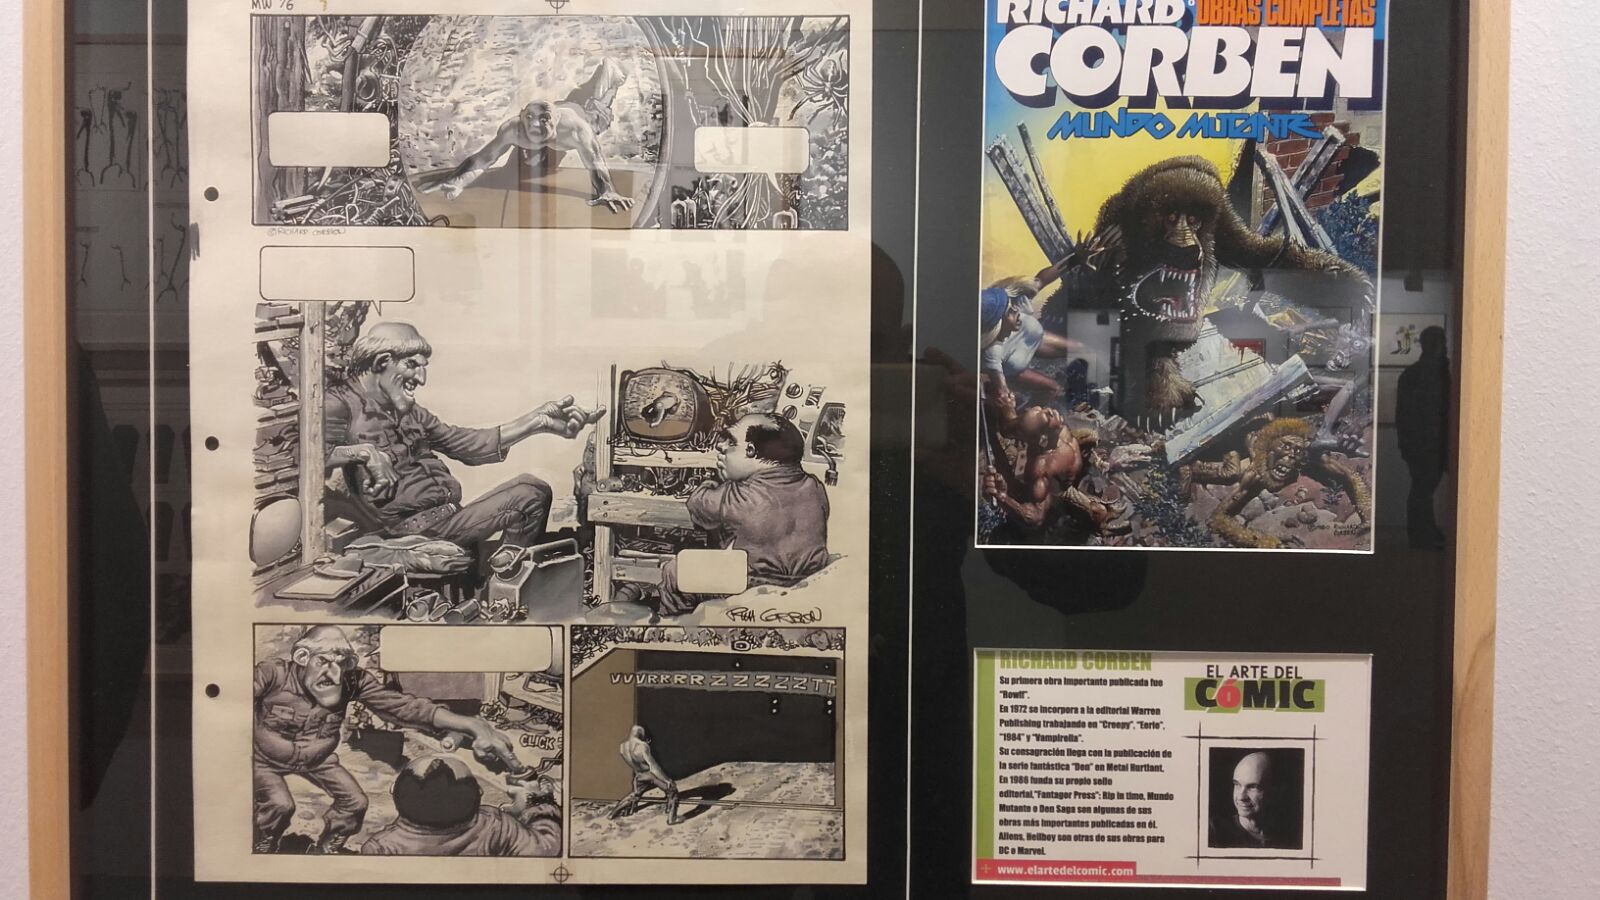 MW 76
©RICHARD CORBEN
RICH CORBEN
CLICK
VVVRRRRZZZZZZTT
RICHARD OBRAS COMPLETAS
CORBEN
MUNDO MUTANTE
RICHARD
CORBEN
RICHARD CORBEN
Su primera obra importante publicada fue
"Rowlf".
En 1972 se incorpora a la editorial Warren
Publishing trabajando en "Creepy", "Eerie",
"1984" y "Vampirella".
Su consagración llega con la publicación de
la serie fantástica "Den" en Metal Hurtlant.
En 1986 funda su propio sello
editorial,"Fantagor Press": Rip in time, Mundo
Mutante o Den Saga son algunas de sus
obras más importantes publicadas en él.
Aliens, Hellboy son otras de sus obras para
DC o Marvel.
www.elartedelcomic.com
EL ARTE DEL
CóMIC